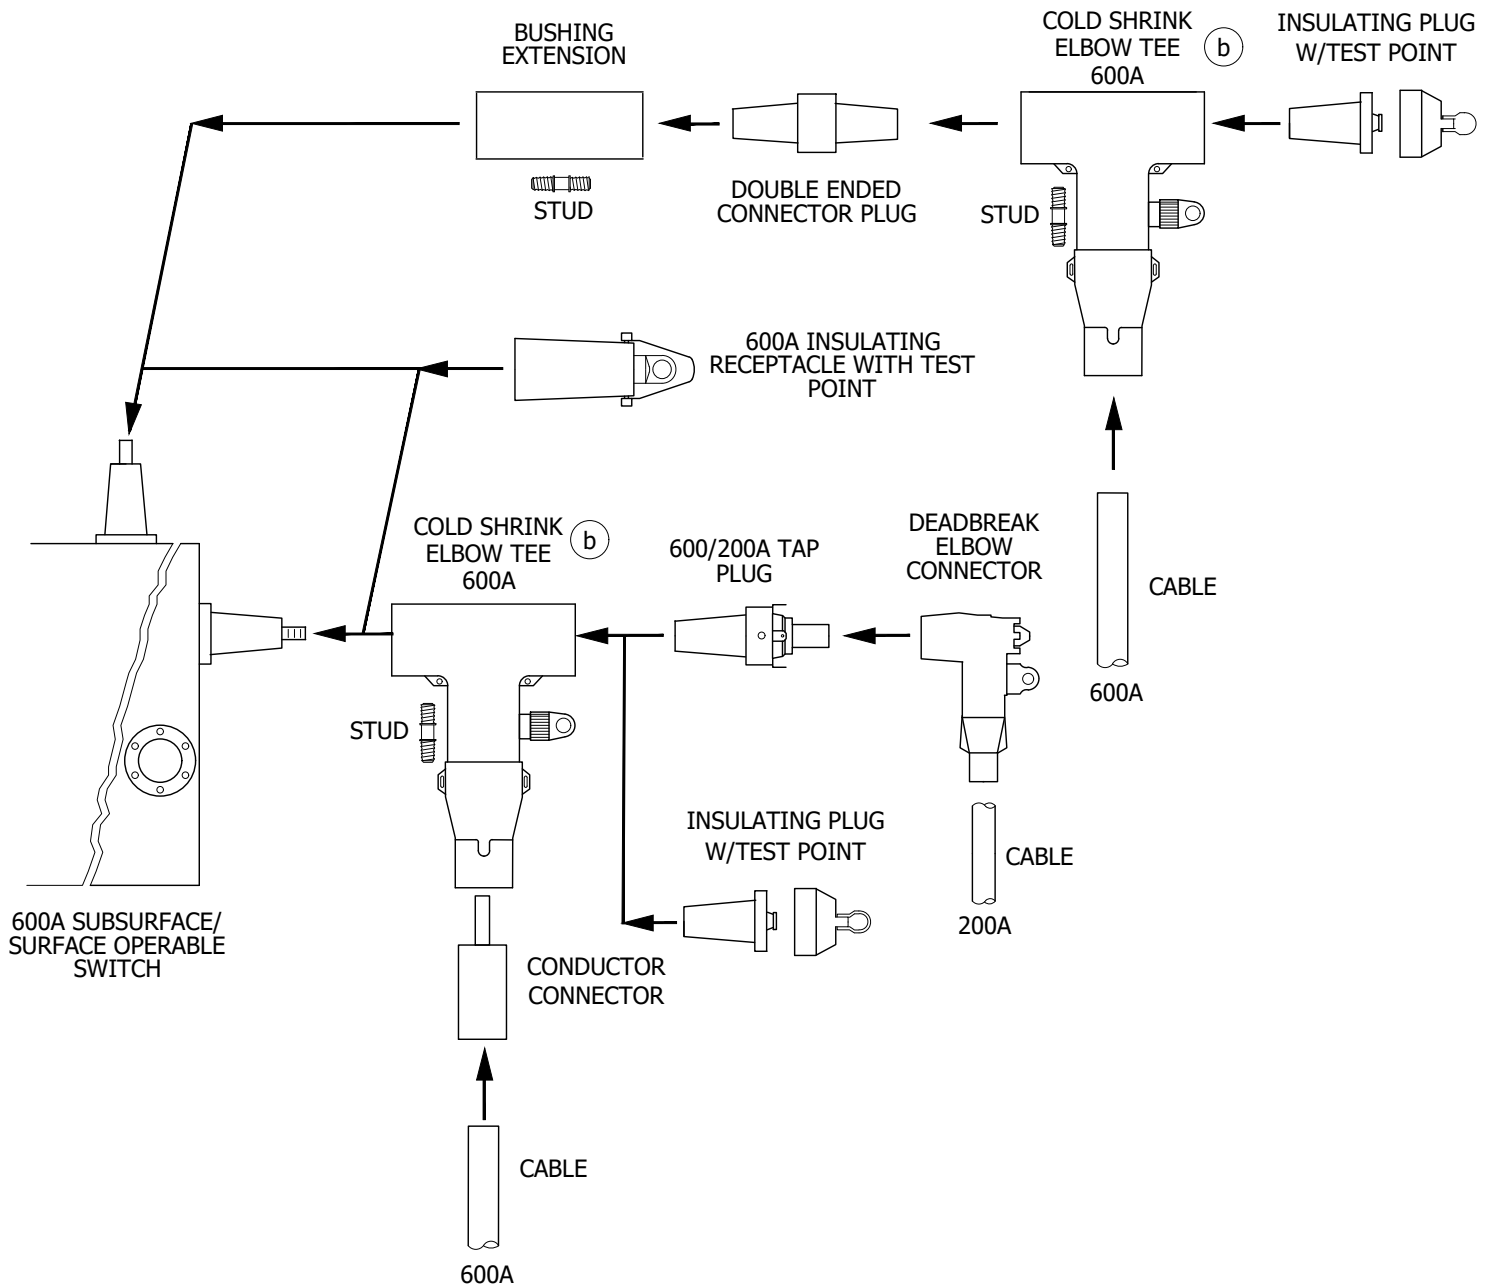 BUSHING
EXTENSION
COLD SHRINK
ELBOW TEE
600A
b
INSULATING PLUG
W/TEST POINT
STUD
DOUBLE ENDED
CONNECTOR PLUG
STUD
600A INSULATING
RECEPTACLE WITH TEST
POINT
COLD SHRINK
ELBOW TEE
600A
b
600/200A TAP
PLUG
DEADBREAK
ELBOW
CONNECTOR
CABLE
600A
STUD
INSULATING PLUG
W/TEST POINT
CABLE
200A
600A SUBSURFACE/
SURFACE OPERABLE
SWITCH
CONDUCTOR
CONNECTOR
CABLE
600A